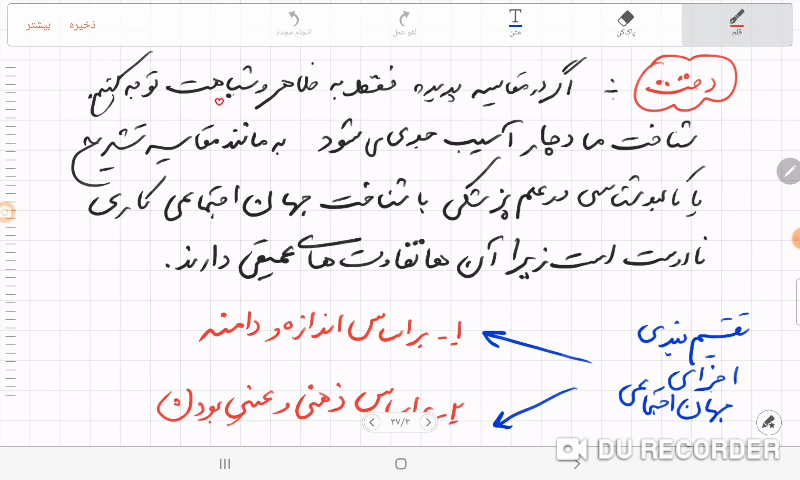 ذخیره بیشتر
انجام مجدد
لغو عمل
متن
پاک‌کن
قلم
دقت : اگر در مقایسه پدیده فقط به ظاهر و شباهت توجه کنیم.
شناخت ما دچار آسیب جدی می شود به مانند مقایسه تشریح
یا کالبدشناسی در علم پزشکی با شناخت جهان اجتماعی کاری
نادرست است زیرا آن ها تفاوت های عمیقی دارند.
تقسیم بندی
اجزای
جهان اجتماعی
۱- براساس اندازه و دامنه
۲- براساس ذهنی و عینی بودن
۳۷/۲
DU RECORDER